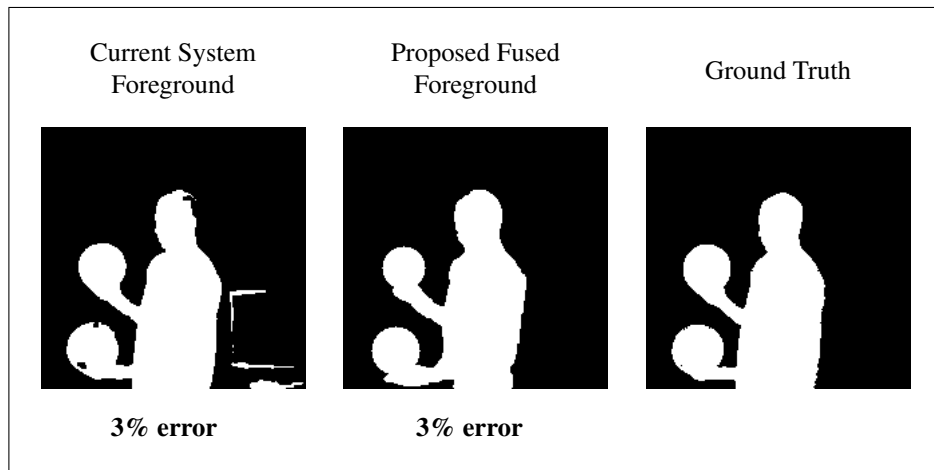 Current System
Foreground
Proposed Fused
Foreground
Ground Truth
3% error
3% error